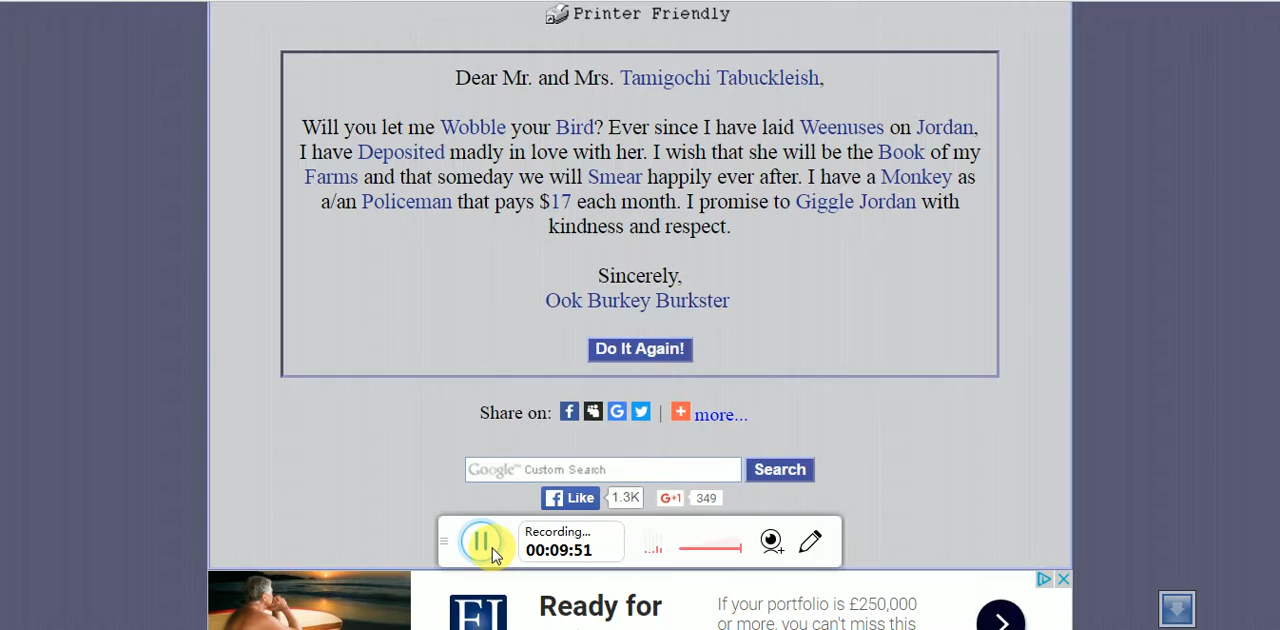 Printer Friendly
Dear Mr. and Mrs. Tamigochi Tabuckleish,
Will you let me Wobble your Bird? Ever since I have laid Weenuses on Jordan,
I have Deposited madly in love with her. I wish that she will be the Book of my
Farms and that someday we will Smear happily ever after. I have a Monkey as
a/an Policeman that pays $17 each month. I promise to Giggle Jordan with
kindness and respect.
Sincerely,
Ook Burkey Burkster
Do It Again!
Share on: | more...
Google™ Custom Search Search
Like 1.3K G+1 349
Recording...
00:09:51
EI
Ready for
If your portfolio is £250,000
or more, you can't miss this